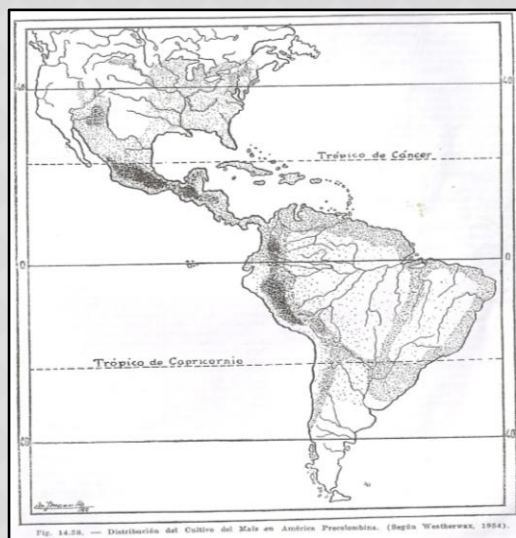 40
40
Trópico de Cáncer
0
0
Trópico de Capricornio
40
40
Fig. 14.58. — Distribución del Cultivo del Maíz en América Precolombina. (Según Weatherwax, 1954).